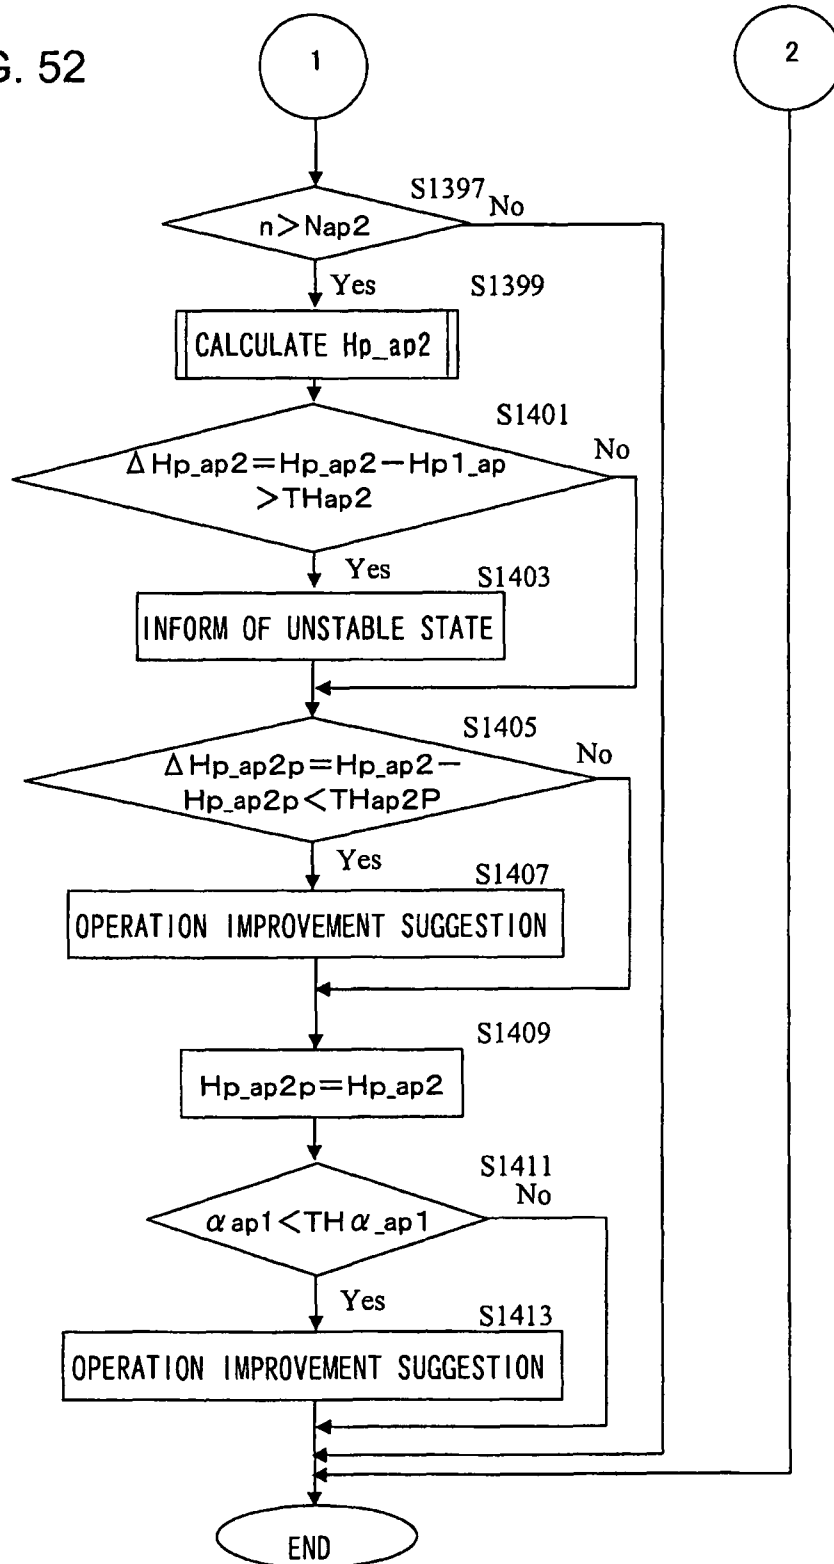 G. 52
1
2
S1397
n>Nap2
No
Yes
S1399
CALCULATE Hp_ap2
S1401
ΔHp_ap2=Hp_ap2-Hp1_ap
>THap2
No
Yes
S1403
INFORM OF UNSTABLE STATE
S1405
ΔHp_ap2p=Hp_ap2-
Hp_ap2p<THap2P
No
Yes
S1407
OPERATION IMPROVEMENT SUGGESTION
S1409
Hp_ap2p=Hp_ap2
S1411
No
αap1<THα_ap1
Yes
S1413
OPERATION IMPROVEMENT SUGGESTION
END